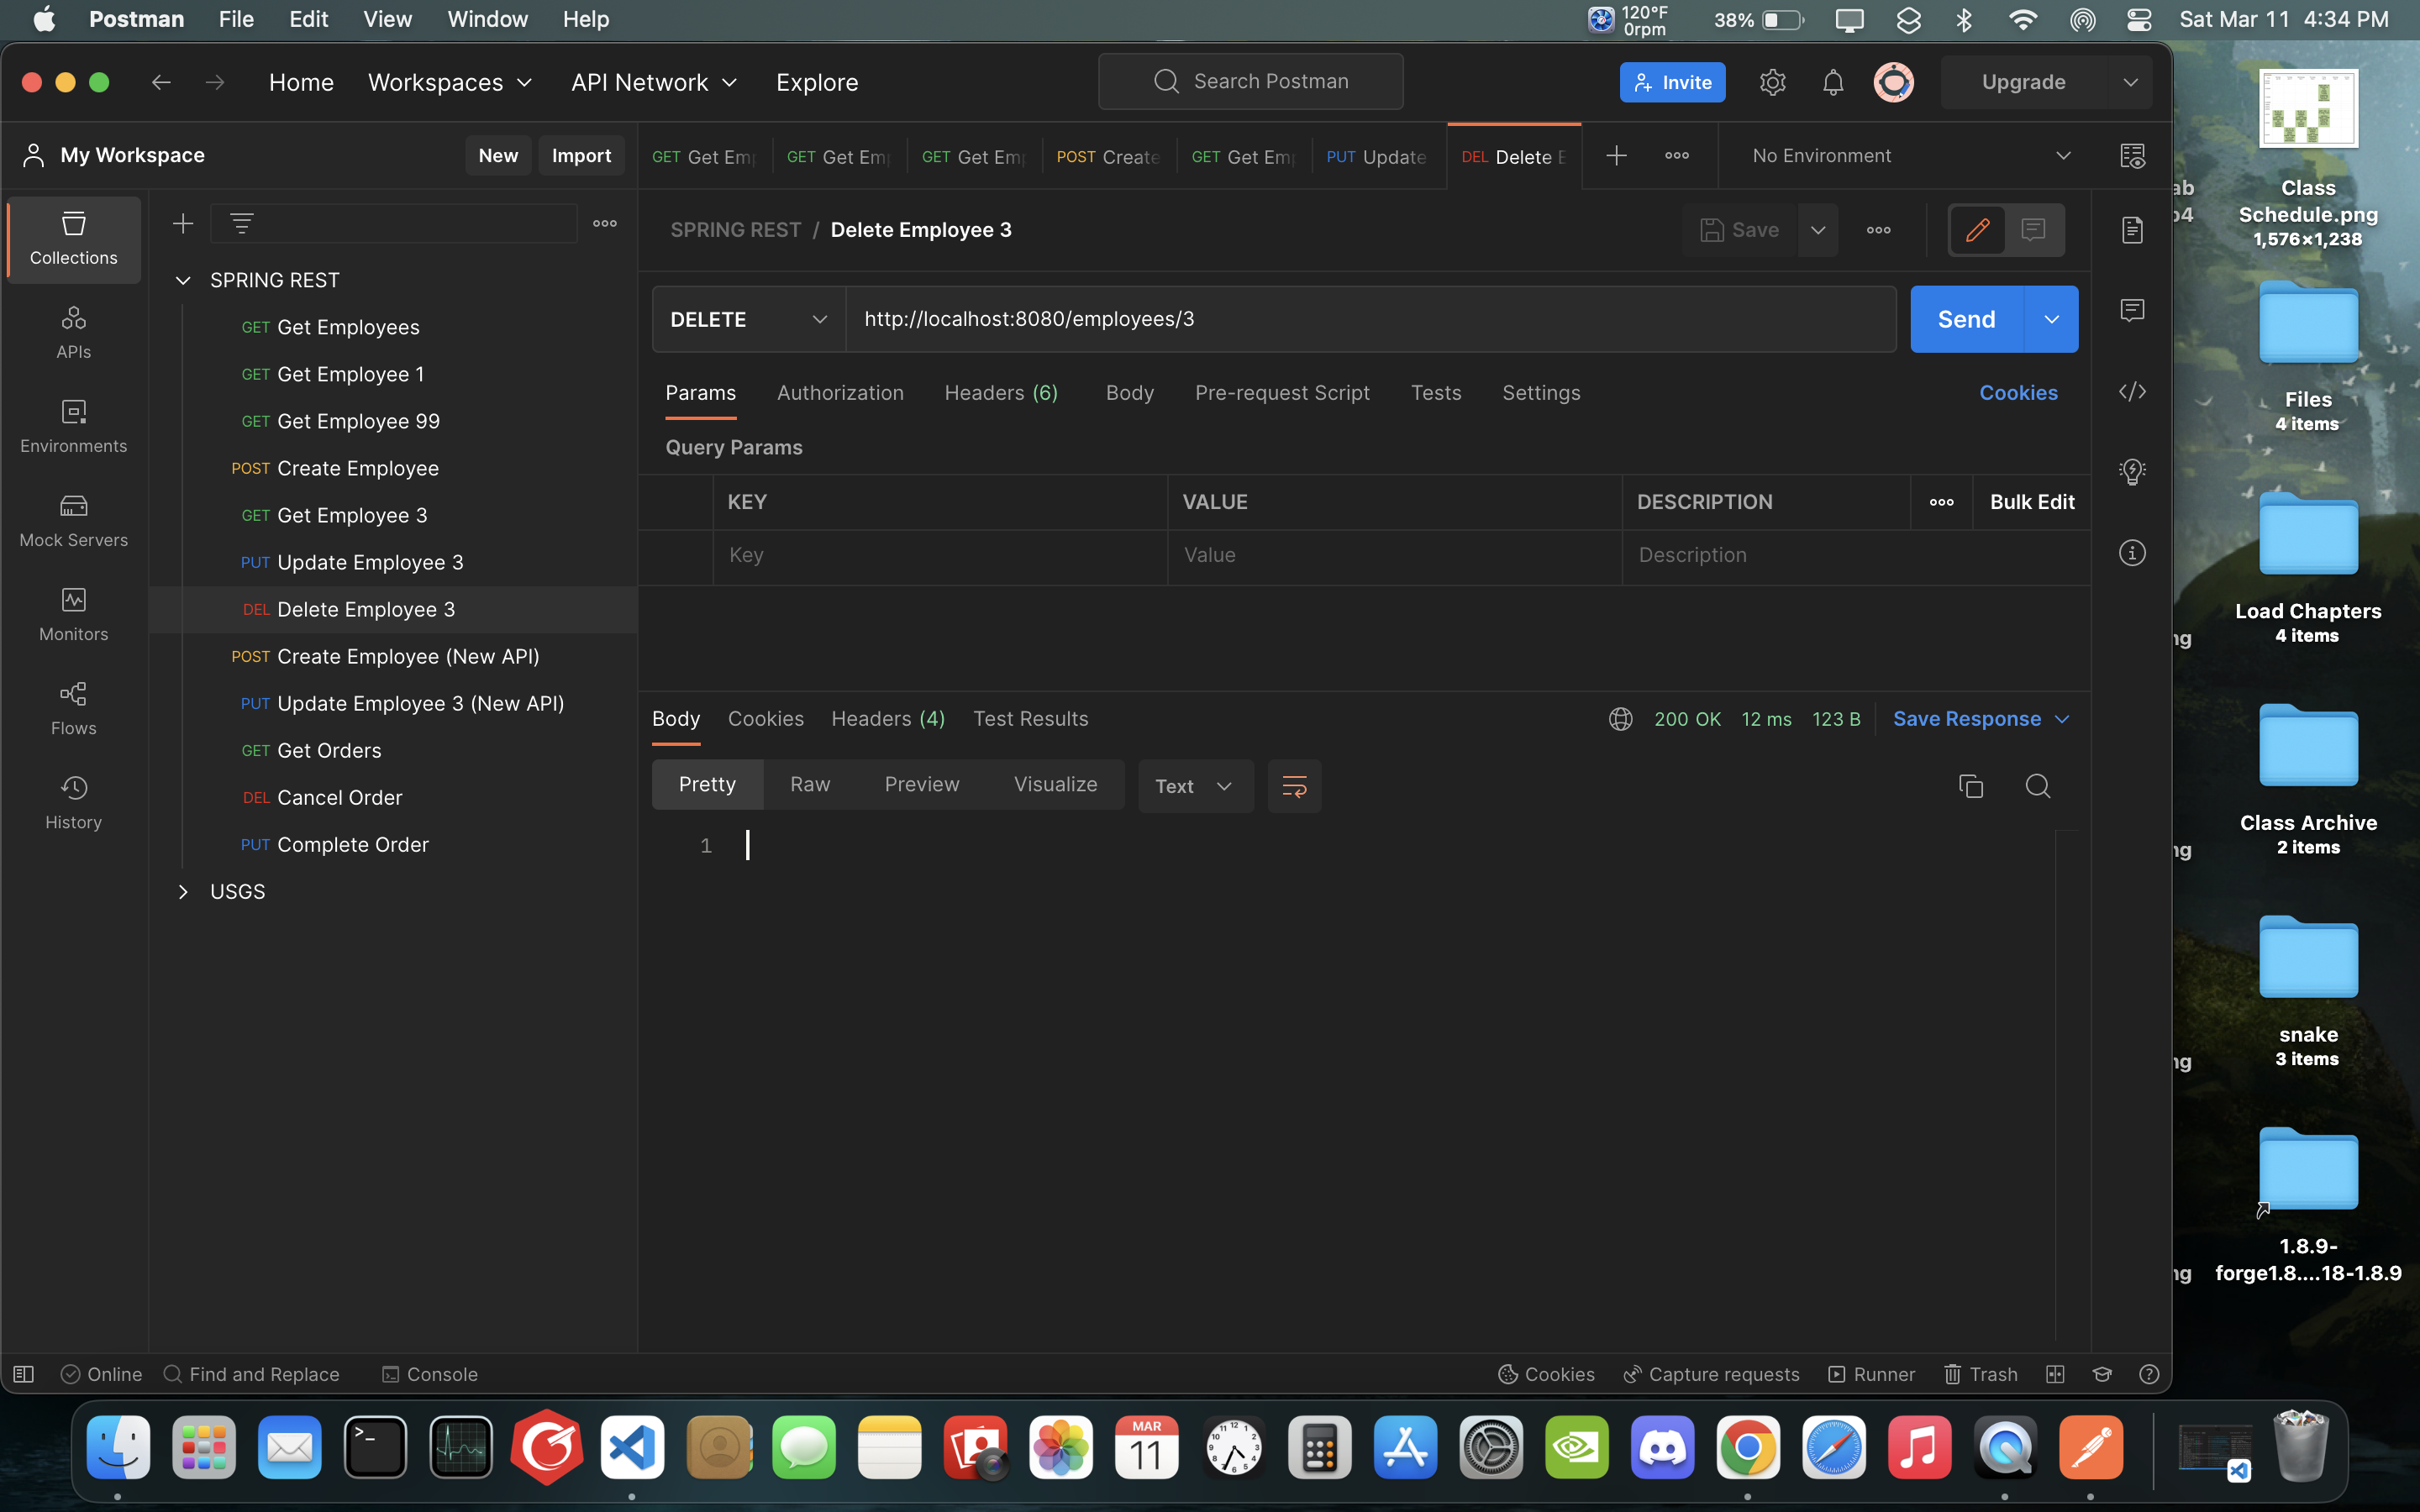 Postman File Edit View Window Help 120°F 0rpm 38% Sat Mar 11 4:34 PM
Home Workspaces API Network Explore Search Postman Invite Upgrade
My Workspace New Import
GET Get Em GET Get Em GET Get Em POST Create GET Get Em PUT Update DEL Delete E No Environment
Collections
APIs
Environments
Mock Servers
Monitors
Flows
History
SPRING REST
GET Get Employees
GET Get Employee 1
GET Get Employee 99
POST Create Employee
GET Get Employee 3
PUT Update Employee 3
DEL Delete Employee 3
POST Create Employee (New API)
PUT Update Employee 3 (New API)
GET Get Orders
DEL Cancel Order
PUT Complete Order
USGS
SPRING REST / Delete Employee 3 Save
DELETE http://localhost:8080/employees/3 Send
Params Authorization Headers (6) Body Pre-request Script Tests Settings Cookies
Query Params
KEY VALUE DESCRIPTION Bulk Edit
Key Value Description
Body Cookies Headers (4) Test Results 200 OK 12 ms 123 B Save Response
Pretty Raw Preview Visualize Text
1
Online Find and Replace Console Cookies Capture requests Runner Trash
ab
p4
Class
Schedule.png
1,576×1,238
Files
4 items
Load Chapters
4 items
ng
Class Archive
2 items
ng
snake
3 items
ng
1.8.9-
forge1.8....18-1.8.9
ng
MAR
11